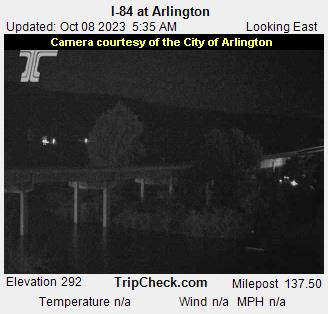 I-84 at Arlington
Updated: Oct 08 2023 5:35 AM Looking East
Camera courtesy of the City of Arlington
Elevation 292 TripCheck.com Milepost 137.50
Temperature n/a Wind n/a MPH n/a